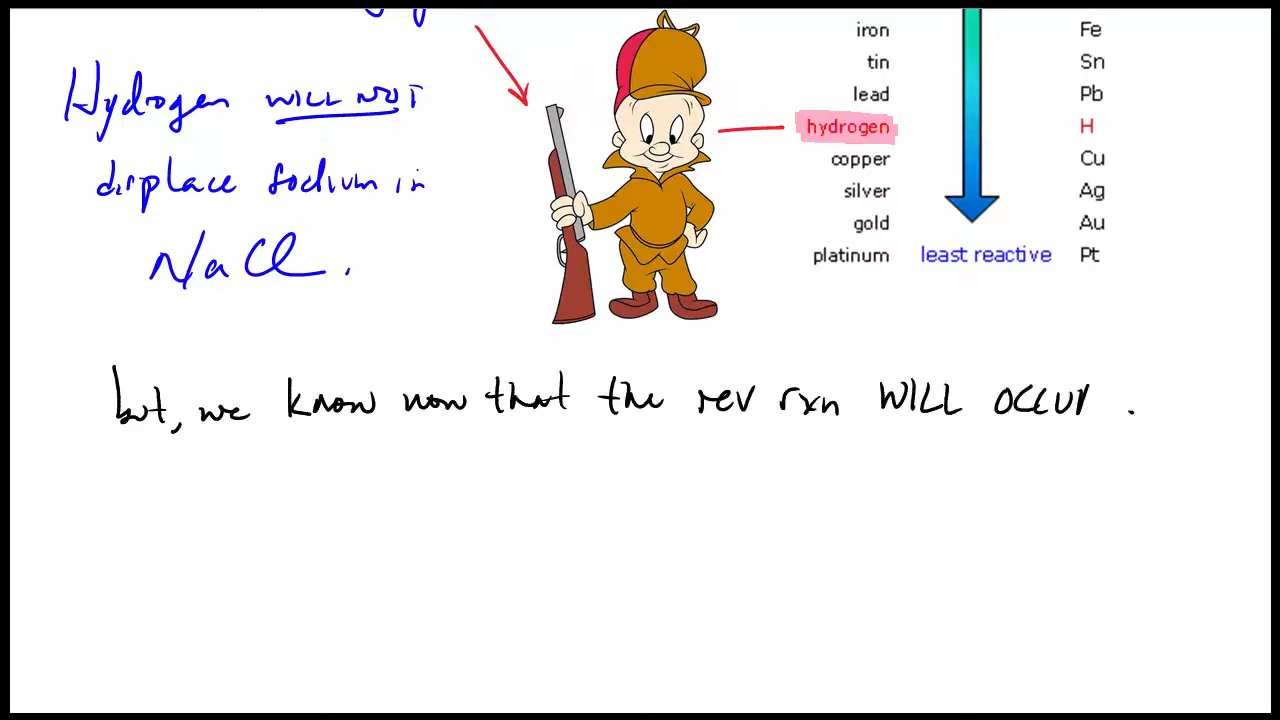 Hydrogen WILL NOT
displace sodium in
NaCl.
iron Fe
tin Sn
lead Pb
hydrogen H
copper Cu
silver Ag
gold Au
platinum least reactive Pt
but, we know now that the rev rxn WILL OCCUR.